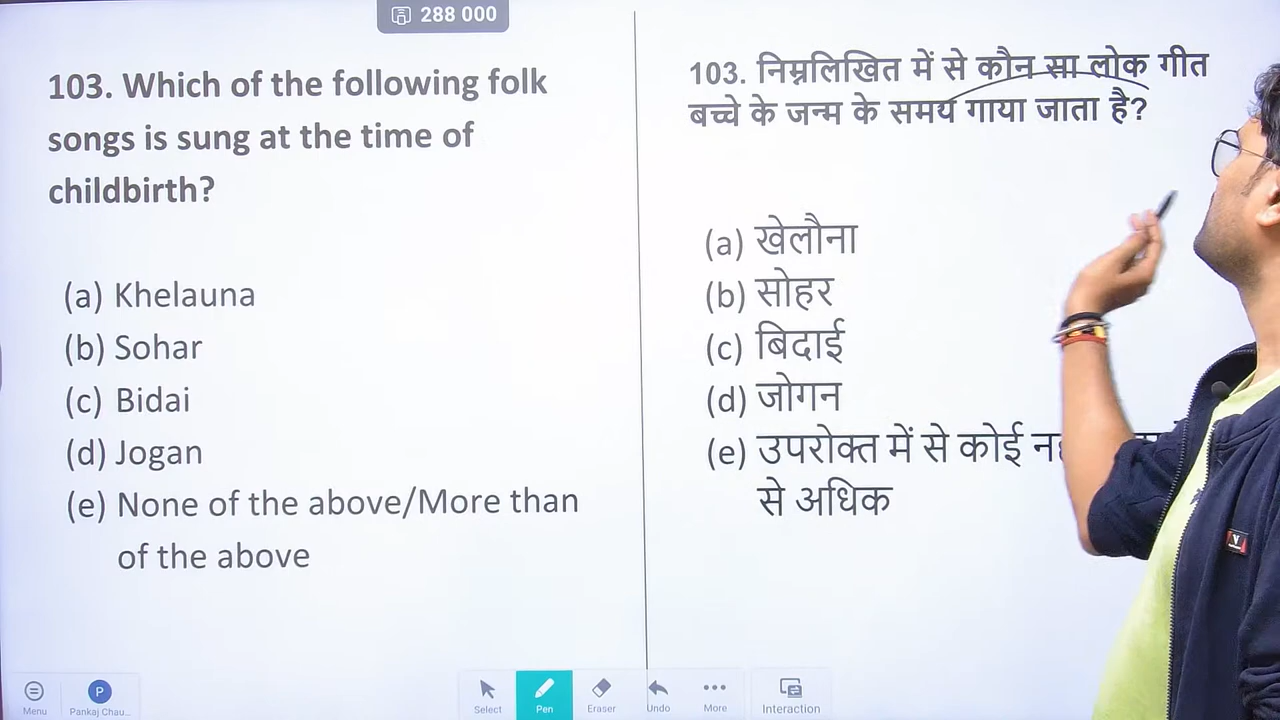 288 000
103. Which of the following folk
songs is sung at the time of
childbirth?
(a) Khelauna
(b) Sohar
(c) Bidai
(d) Jogan
(e) None of the above/More than
of the above
103. निम्नलिखित में से कौन सा लोक गीत
बच्चे के जन्म के समय गाया जाता है?
(a) खेलौना
(b) सोहर
(c) बिदाई
(d) जोगन
(e) उपरोक्त में से कोई
से अधिक
Menu
P
Pankaj Chau...
Select
Pen
Eraser
Undo
More
Interaction
V